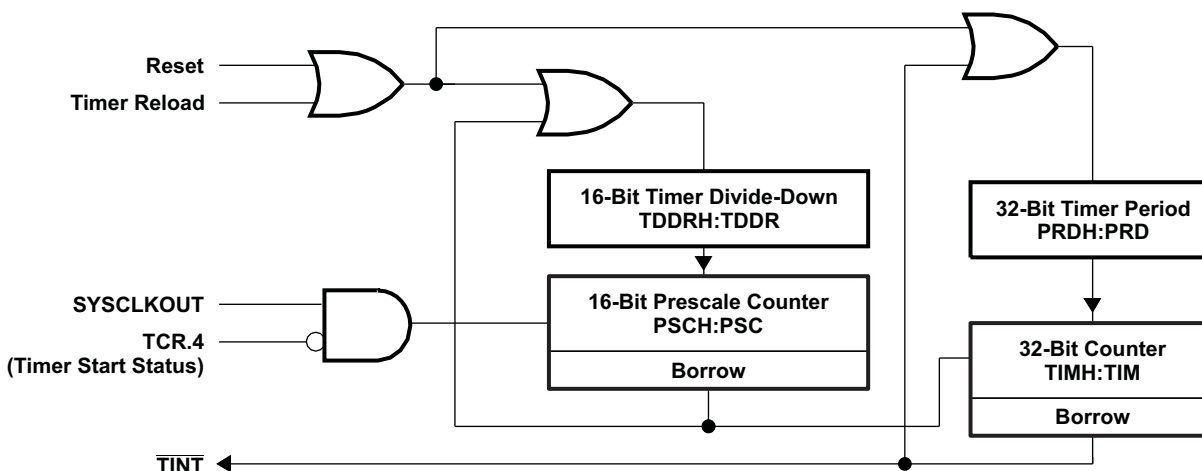 Reset
Timer Reload
16-Bit Timer Divide-Down
TDDRH:TDDR
32-Bit Timer Period
PRDH:PRD
SYSCLKOUT
TCR.4
(Timer Start Status)
16-Bit Prescale Counter
PSCH:PSC
Borrow
32-Bit Counter
TIMH:TIM
Borrow
TINT